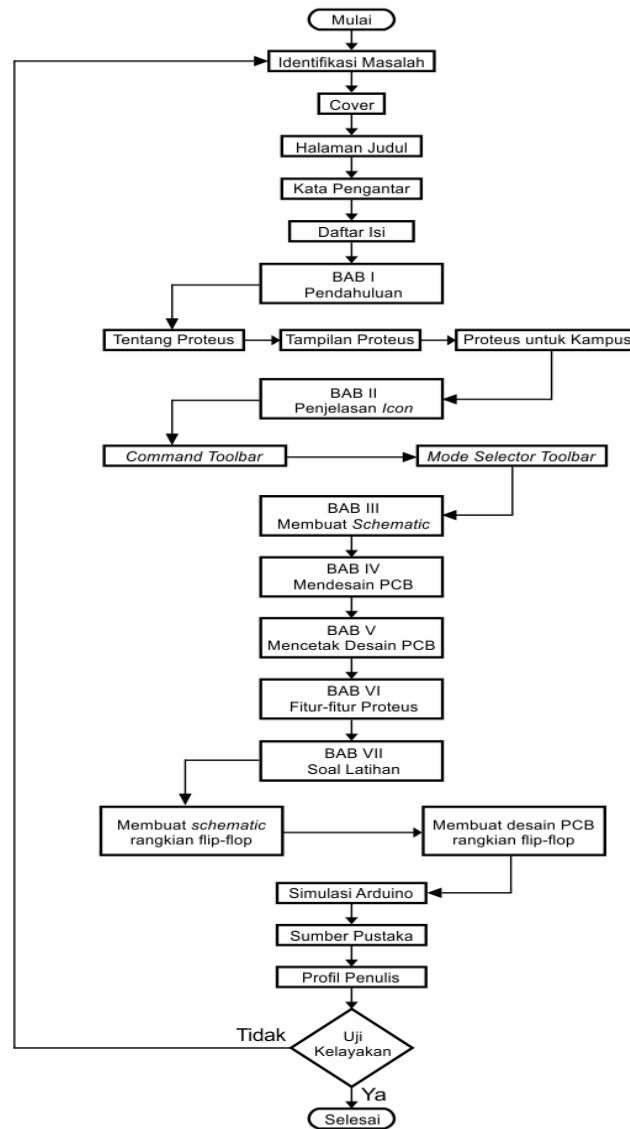 Mulai
Identifikasi Masalah
Cover
Halaman Judul
Kata Pengantar
Daftar Isi
BAB I
Pendahuluan
Tentang Proteus
Tampilan Proteus
Proteus untuk Kampus
BAB II
Penjelasan Icon
Command Toolbar
Mode Selector Toolbar
BAB III
Membuat Schematic
BAB IV
Mendesain PCB
BAB V
Mencetak Desain PCB
BAB VI
Fitur-fitur Proteus
BAB VII
Soal Latihan
Membuat schematic
rangkian flip-flop
Membuat desain PCB
rangkian flip-flop
Simulasi Arduino
Sumber Pustaka
Profil Penulis
Tidak
Uji
Kelayakan
Ya
Selesai